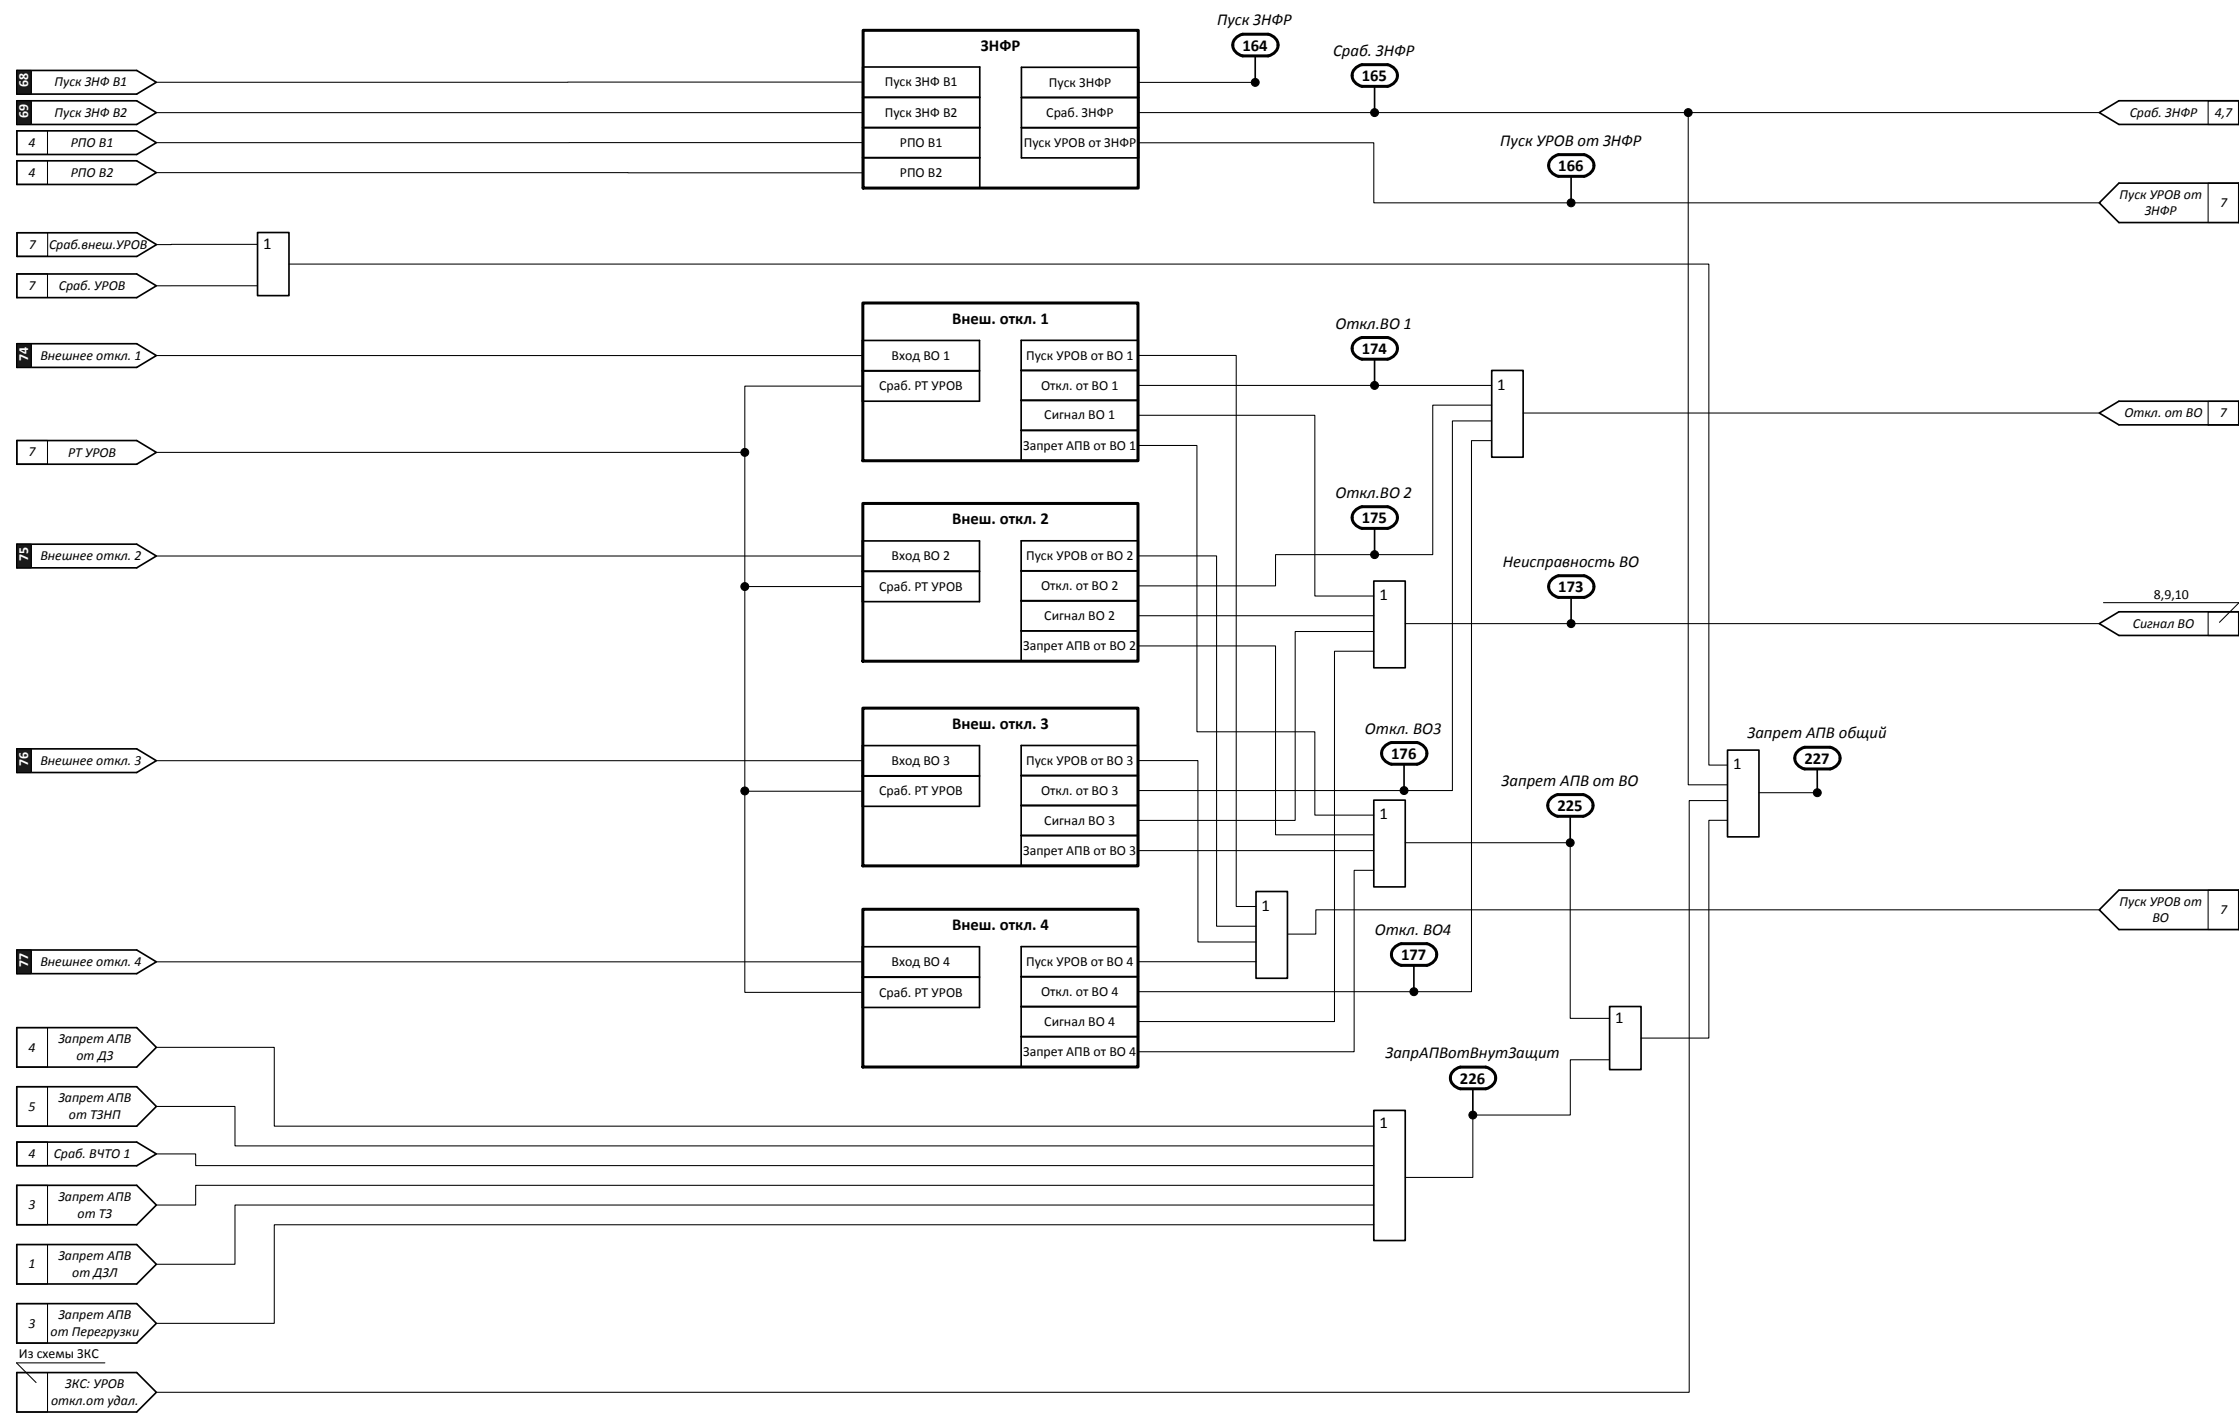 Пуск ЗНФР
164
Сраб. ЗНФР
165
ЗНФР
68 Пуск ЗНФ В1
Пуск ЗНФ В1
Пуск ЗНФР
69 Пуск ЗНФ В2
Пуск ЗНФ В2
Сраб. ЗНФР
Сраб. ЗНФР 4,7
4 РПО В1
РПО В1
Пуск УРОВ от ЗНФР
4 РПО В2
РПО В2
Пуск УРОВ от ЗНФР
166
Пуск УРОВ от
ЗНФР
7
7 Сраб.внеш.УРОВ
1
7 Сраб. УРОВ
Внеш. откл. 1
74 Внешнее откл. 1
Вход ВО 1
Сраб. РТ УРОВ
Пуск УРОВ от ВО 1
Откл. от ВО 1
Сигнал ВО 1
Запрет АПВ от ВО 1
Откл.ВО 1
174
1
Откл. от ВО 7
7 РТ УРОВ
Внеш. откл. 2
75 Внешнее откл. 2
Вход ВО 2
Сраб. РТ УРОВ
Пуск УРОВ от ВО 2
Откл. от ВО 2
Сигнал ВО 2
Запрет АПВ от ВО 2
Откл.ВО 2
175
1
Неисправность ВО
173
8,9,10
Сигнал ВО
Внеш. откл. 3
76 Внешнее откл. 3
Вход ВО 3
Сраб. РТ УРОВ
Пуск УРОВ от ВО 3
Откл. от ВО 3
Сигнал ВО 3
Запрет АПВ от ВО 3
Откл. ВО3
176
1
Запрет АПВ от ВО
225
Запрет АПВ общий
227
1
Внеш. откл. 4
77 Внешнее откл. 4
Вход ВО 4
Сраб. РТ УРОВ
Пуск УРОВ от ВО 4
Откл. от ВО 4
Сигнал ВО 4
Запрет АПВ от ВО 4
1
Откл. ВО4
177
Пуск УРОВ от
ВО
7
1
4
Запрет АПВ
от ДЗ
ЗапрАПВотВнутЗащит
226
5
Запрет АПВ
от ТЗНП
1
4 Сраб. ВЧТО 1
3
Запрет АПВ
от ТЗ
1
Запрет АПВ
от ДЗЛ
3
Запрет АПВ
от Перегрузки
Из схемы ЗКС
ЗКС: УРОВ
откл.от удал.